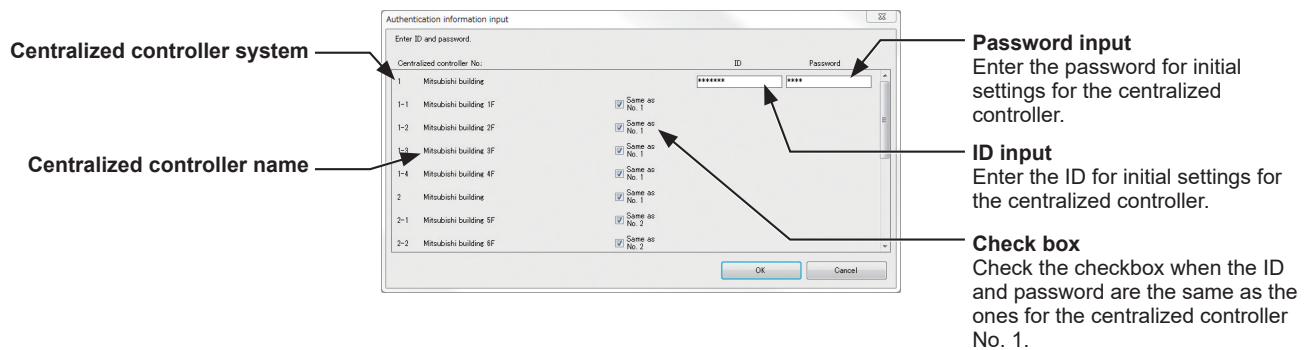 Authentication information input
Enter ID and password.
Centralized controller No.:
ID
Password
1 Mitsubishi building
******* ****
1-1 Mitsubishi building 1F
Same as
No. 1
1-2 Mitsubishi building 2F
Same as
No. 1
1-3 Mitsubishi building 3F
Same as
No. 1
1-4 Mitsubishi building 4F
Same as
No. 1
2 Mitsubishi building
Same as
No. 1
2-1 Mitsubishi building 5F
Same as
No. 2
2-2 Mitsubishi building 6F
Same as
No. 2
OK
Cancel
Centralized controller system
Centralized controller name
Password input
Enter the password for initial
settings for the centralized
controller.
ID input
Enter the ID for initial settings for
the centralized controller.
Check box
Check the checkbox when the ID
and password are the same as the
ones for the centralized controller
No. 1.